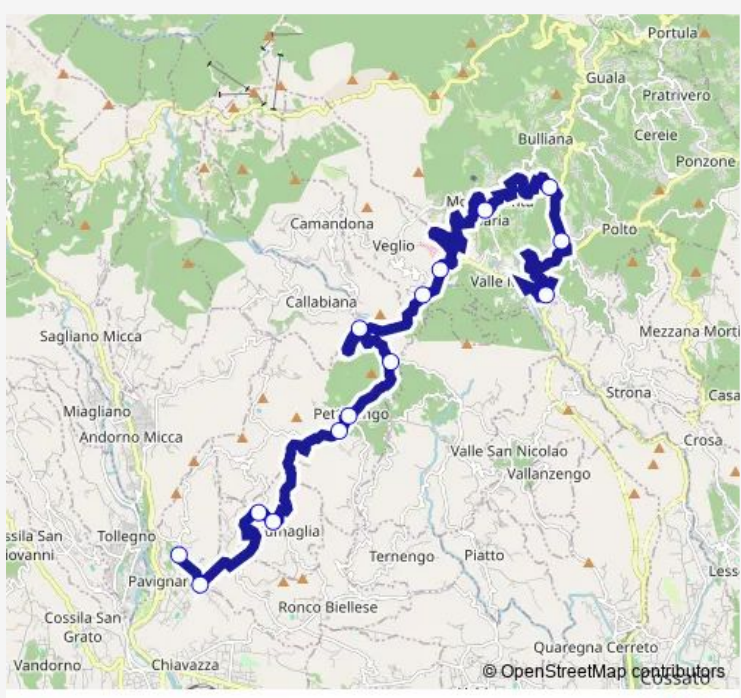 Portula
Guala
Pratrivero
Bulliana
Cereie
Ponzone
Camandona
Veglio
Polto
Callabiana
Sagliano Micca
Mezzana Morti
Strona
Casa
Miagliano
Andorno Micca
Crosa
Valle San Nicolao
Vallanzengo
Tollegno
Ternengo
Piatto
Ronco Biellese
Cossila San
Grato
Quaregna Cerreto
Vandorno
Chiavazza
© OpenStreetMap contributors